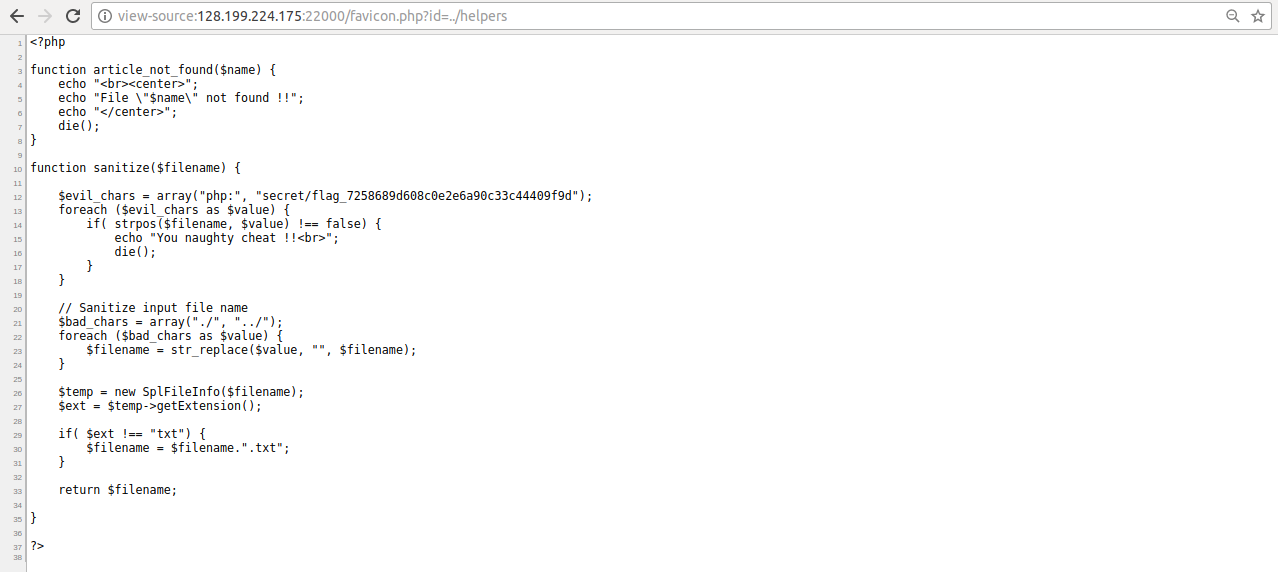 view-source:128.199.224.175:22000/favicon.php?id=../helpers
1 <?php
2
3 function article_not_found($name) {
4     echo "<br><center>";
5     echo "File \"$name\" not found !!";
6     echo "</center>";
7     die();
8 }
9
10 function sanitize($filename) {
11
12     $evil_chars = array("php:", "secret/flag_7258689d608c0e2e6a90c33c44409f9d");
13     foreach ($evil_chars as $value) {
14         if( strpos($filename, $value) !== false) {
15             echo "You naughty cheat !!<br>";
16             die();
17         }
18     }
19
20     // Sanitize input file name
21     $bad_chars = array("./", "../");
22     foreach ($bad_chars as $value) {
23         $filename = str_replace($value, "", $filename);
24     }
25
26     $temp = new SplFileInfo($filename);
27     $ext = $temp->getExtension();
28
29     if( $ext !== "txt") {
30         $filename = $filename.".txt";
31     }
32
33     return $filename;
34
35 }
36
37 ?>
38